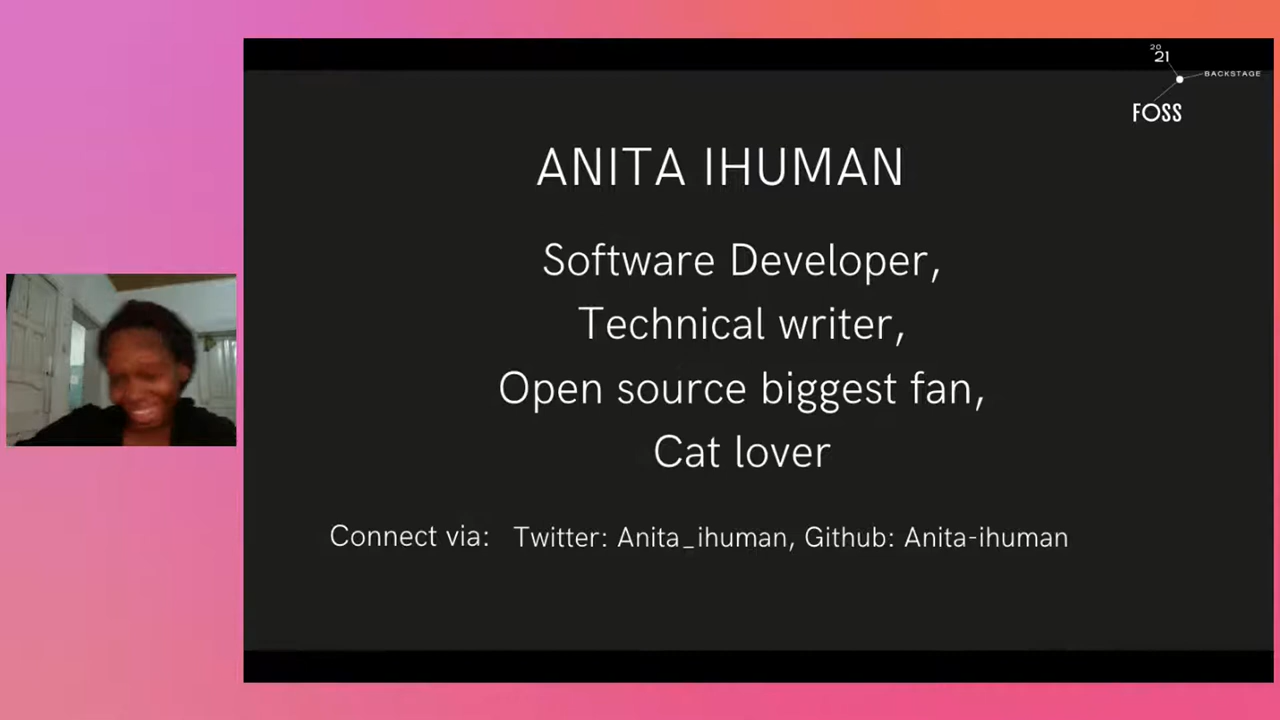 20
21
BACKSTAGE
FOSS
ANITA IHUMAN
Software Developer,
Technical writer,
Open source biggest fan,
Cat lover
Connect via: Twitter: Anita_ihuman, Github: Anita-ihuman